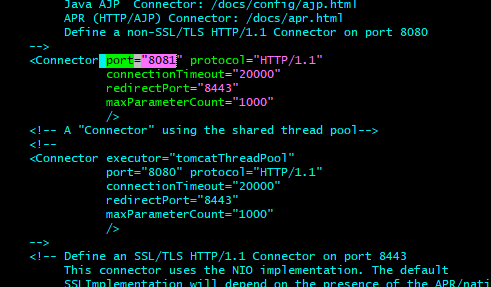 Java AJP  Connector: /docs/config/ajp.html
APR (HTTP/AJP) Connector: /docs/apr.html
Define a non-SSL/TLS HTTP/1.1 Connector on port 8080
-->
<Connector port="8081" protocol="HTTP/1.1"
connectionTimeout="20000"
redirectPort="8443"
maxParameterCount="1000"
/>
<!-- A "Connector" using the shared thread pool-->
<!--
<Connector executor="tomcatThreadPool"
port="8080" protocol="HTTP/1.1"
connectionTimeout="20000"
redirectPort="8443"
maxParameterCount="1000"
/>
-->
<!-- Define an SSL/TLS HTTP/1.1 Connector on port 8443
This connector uses the NIO implementation. The default
SSLImplementation will depend on the presence of the APR/nati